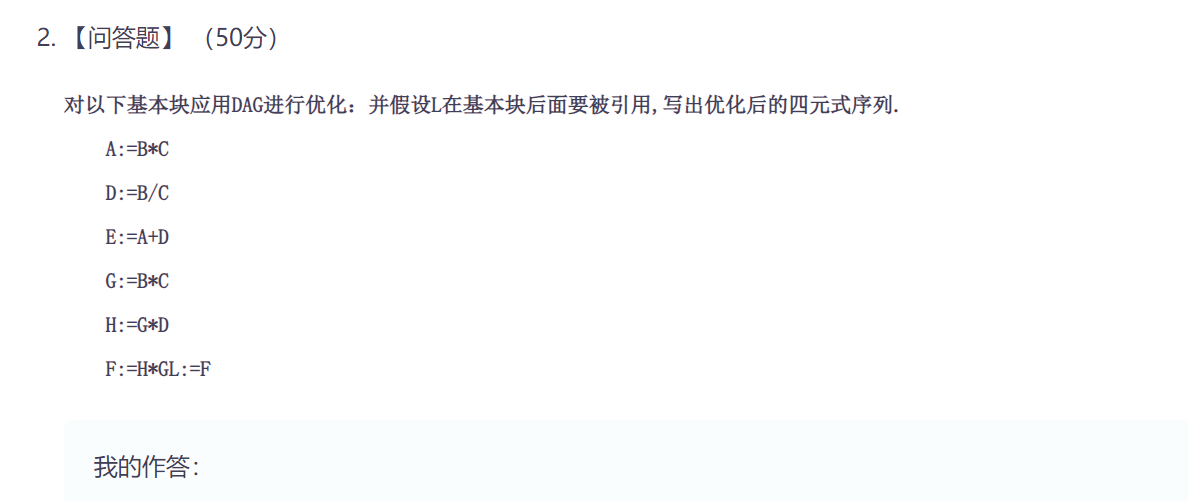 2. 【问答题】 （50分）
对以下基本块应用DAG进行优化：并假设L在基本块后面要被引用,写出优化后的四元式序列.
A:=B*C
D:=B/C
E:=A+D
G:=B*C
H:=G*D
F:=H*GL:=F
我的作答：